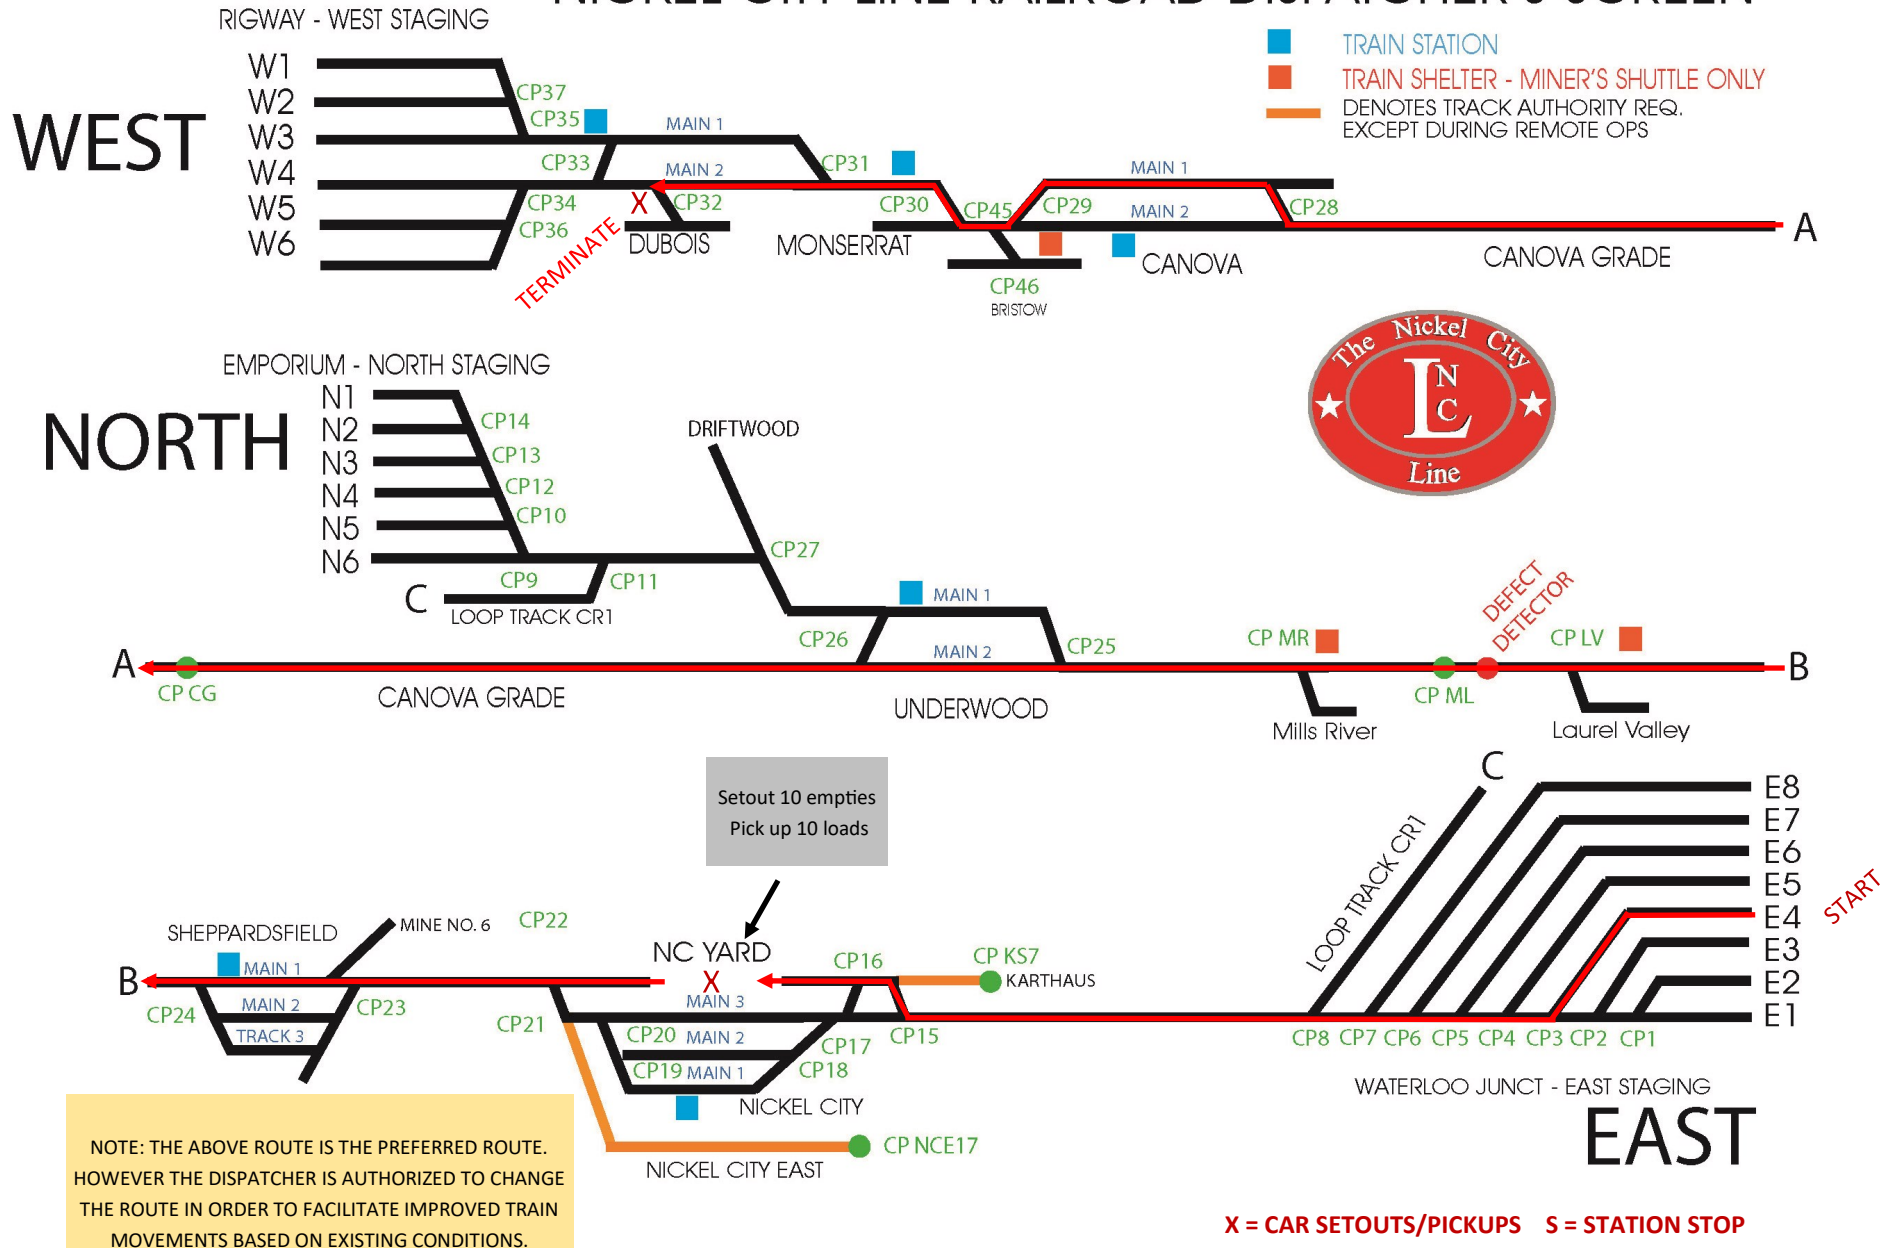 NICKEL CITY LINE RAILROAD DISPATCHER'S SCREEN
RIGWAY - WEST STAGING
TRAIN STATION
TRAIN SHELTER - MINER'S SHUTTLE ONLY
DENOTES TRACK AUTHORITY REQ.
EXCEPT DURING REMOTE OPS
WEST
W1
W2
W3
W4
W5
W6
CP37
CP35
CP33
MAIN 1
MAIN 2
CP31
CP34
CP36
CP32
X
TERMINATE
DUBOIS
MONSERRAT
CP30
CP45
CP29
MAIN 1
MAIN 2
CP28
A
CANOVA
CANOVA GRADE
CP46
BRISTOW
The Nickel City
L
N
C
Line
EMPORIUM - NORTH STAGING
NORTH
N1
N2
N3
N4
N5
N6
CP14
CP13
CP12
CP10
CP9
CP11
C
LOOP TRACK CR1
DRIFTWOOD
CP27
MAIN 1
CP26
MAIN 2
CP25
CP MR
DEFECT
DETECTOR
CP LV
A
B
CP CG
CANOVA GRADE
UNDERWOOD
CP ML
Mills River
Laurel Valley
Setout 10 empties
Pick up 10 loads
C
LOOP TRACK CR1
E8
E7
E6
E5
E4
E3
E2
E1
START
SHEPPARDSFIELD
MINE NO. 6
CP22
NC YARD
X
CP16
CP KS7
KARTHAUS
B
MAIN 1
MAIN 2
TRACK 3
CP24
CP23
CP21
MAIN 3
CP20
MAIN 2
CP17
CP15
CP19
MAIN 1
CP18
NICKEL CITY
CP8
CP7
CP6
CP5
CP4
CP3
CP2
CP1
WATERLOO JUNCT - EAST STAGING
EAST
CP NCE17
NICKEL CITY EAST
NOTE: THE ABOVE ROUTE IS THE PREFERRED ROUTE.
HOWEVER THE DISPATCHER IS AUTHORIZED TO CHANGE
THE ROUTE IN ORDER TO FACILITATE IMPROVED TRAIN
MOVEMENTS BASED ON EXISTING CONDITIONS.
X = CAR SETOUTS/PICKUPS S = STATION STOP